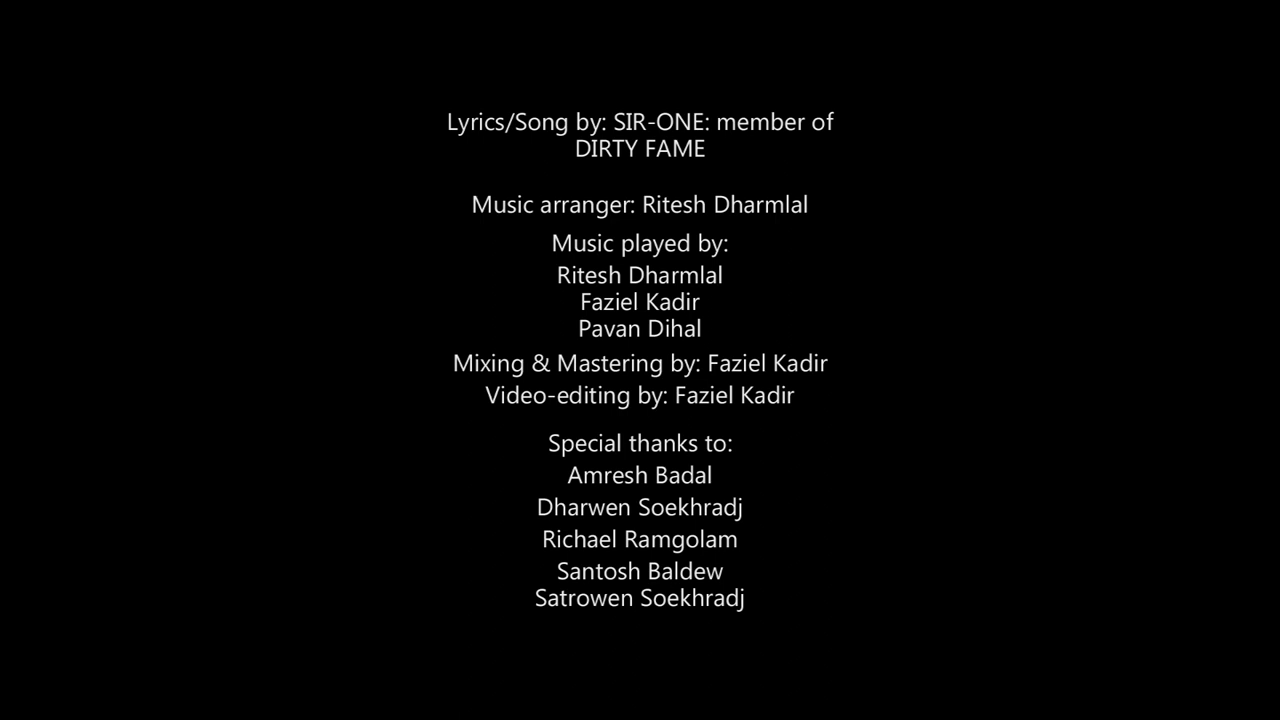 Lyrics/Song by: SIR-ONE: member of
DIRTY FAME
Music arranger: Ritesh Dharmlal
Music played by:
Ritesh Dharmlal
Faziel Kadir
Pavan Dihal
Mixing & Mastering by: Faziel Kadir
Video-editing by: Faziel Kadir
Special thanks to:
Amresh Badal
Dharwen Soekhradj
Richael Ramgolam
Santosh Baldew
Satrowen Soekhradj